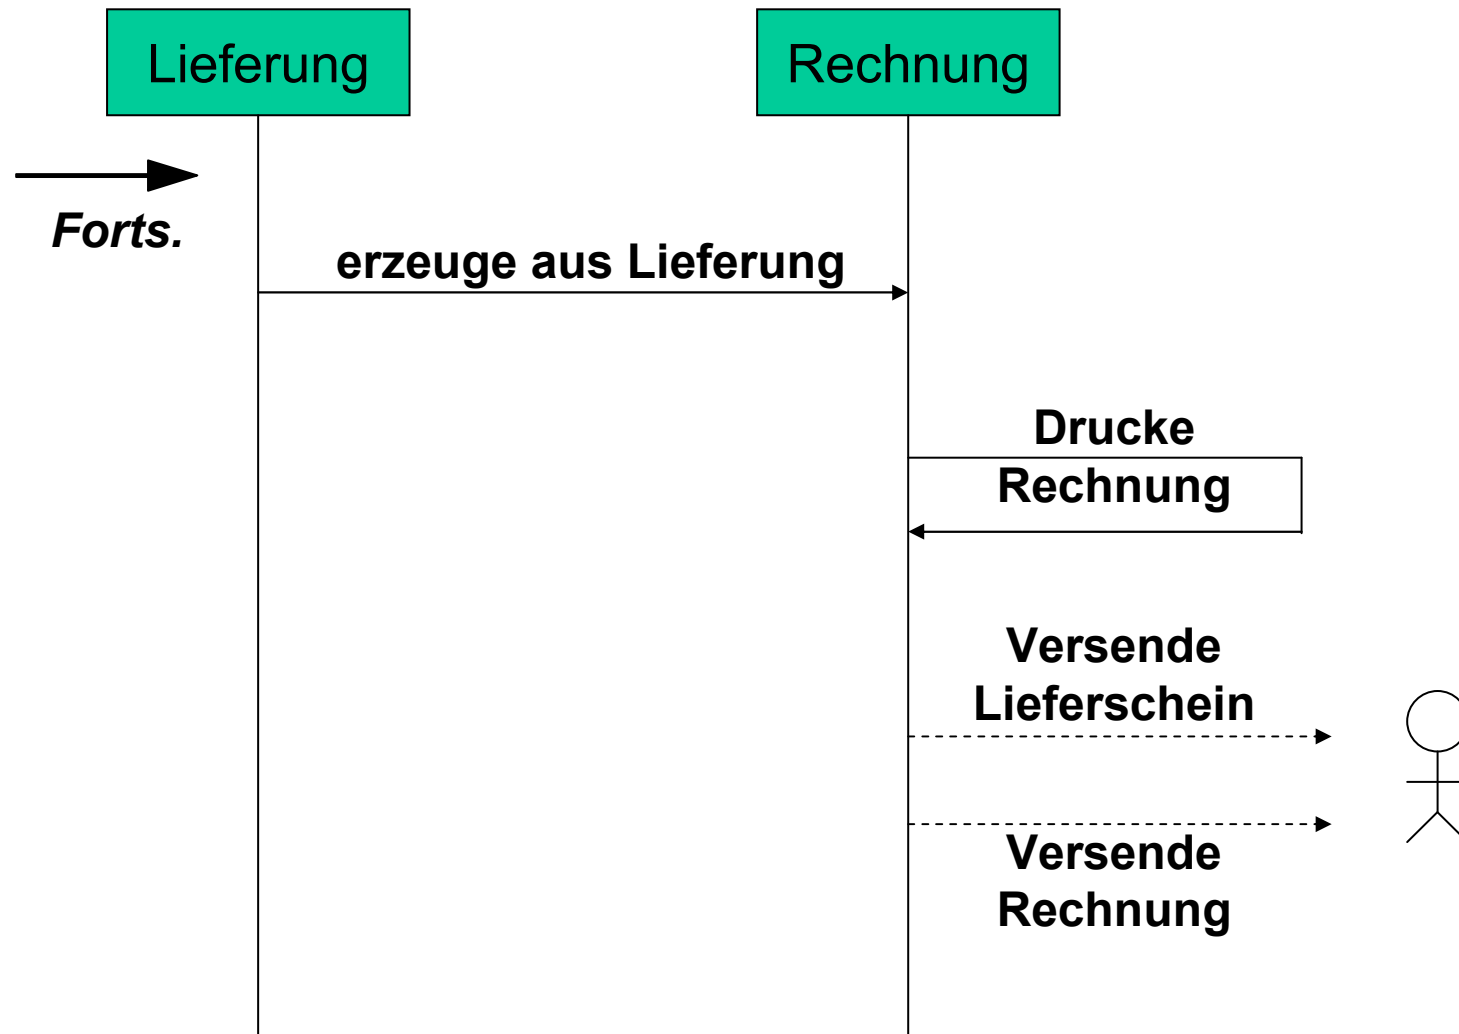 Lieferung
Rechnung
Forts.
erzeuge aus Lieferung
Drucke
Rechnung
Versende
Lieferschein
Versende
Rechnung